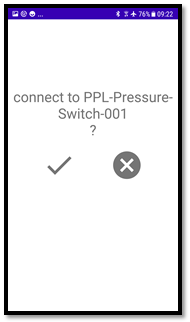 76% 09:22
connect to PPL-Pressure-
Switch-001
?